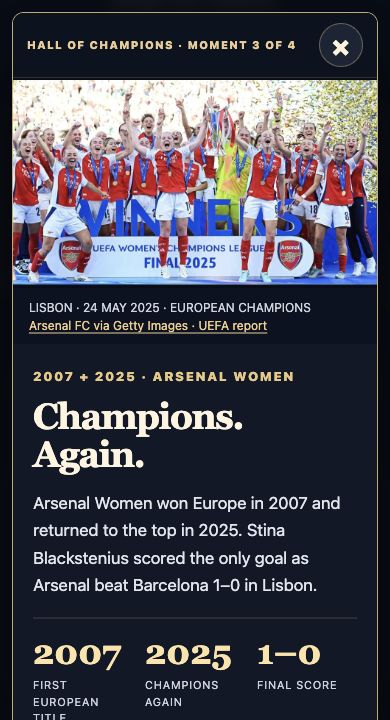 HALL OF CHAMPIONS · MOMENT 3 OF 4
WINNERS
UEFA WOMEN'S CHAMPIONS LEAGUE
FINAL 2025
Arsenal
Arsenal
LISBON · 24 MAY 2025 · EUROPEAN CHAMPIONS
Arsenal FC via Getty Images · UEFA report
2007 + 2025 · ARSENAL WOMEN
Champions.
Again.
Arsenal Women won Europe in 2007 and
returned to the top in 2025. Stina
Blackstenius scored the only goal as
Arsenal beat Barcelona 1–0 in Lisbon.
2007 2025 1–0
FIRST CHAMPIONS FINAL SCORE
EUROPEAN AGAIN
TITLE